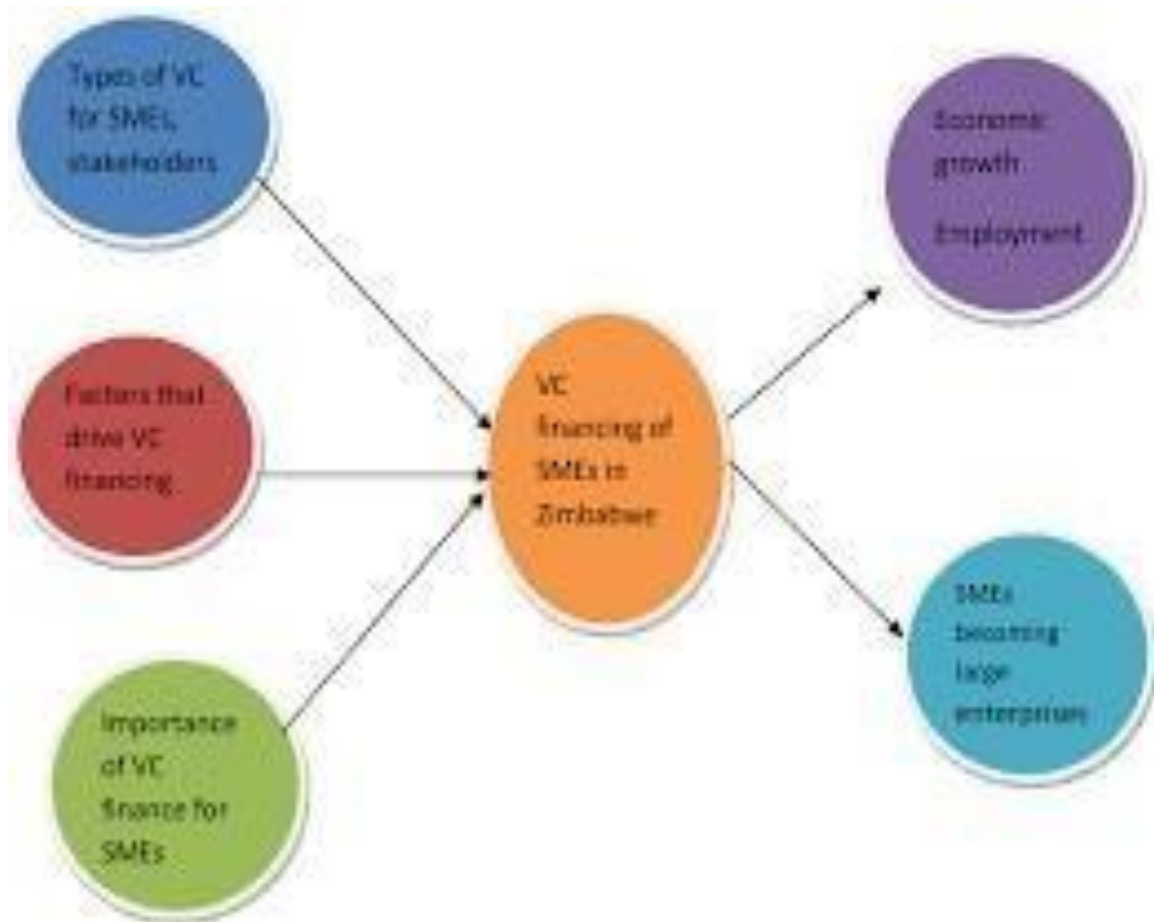 Types of VC
for SMEs,
stakeholders
Factors that
drive VC
financing
Importance
of VC
finance for
SMEs
VC
financing of
SMEs in
Zimbabwe
Economic
growth
Employment
SMEs
becoming
large
enterprises